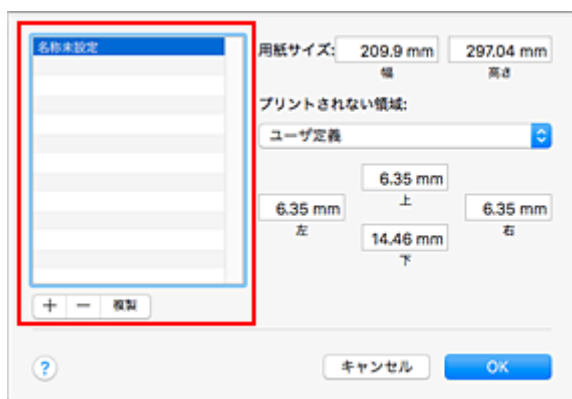 名称未設定
用紙サイズ: 209.9 mm 297.04 mm
幅 高さ
プリントされない領域:
ユーザ定義
6.35 mm
上
6.35 mm 6.35 mm
左 右
14.46 mm
下
+ − 複製
? キャンセル OK